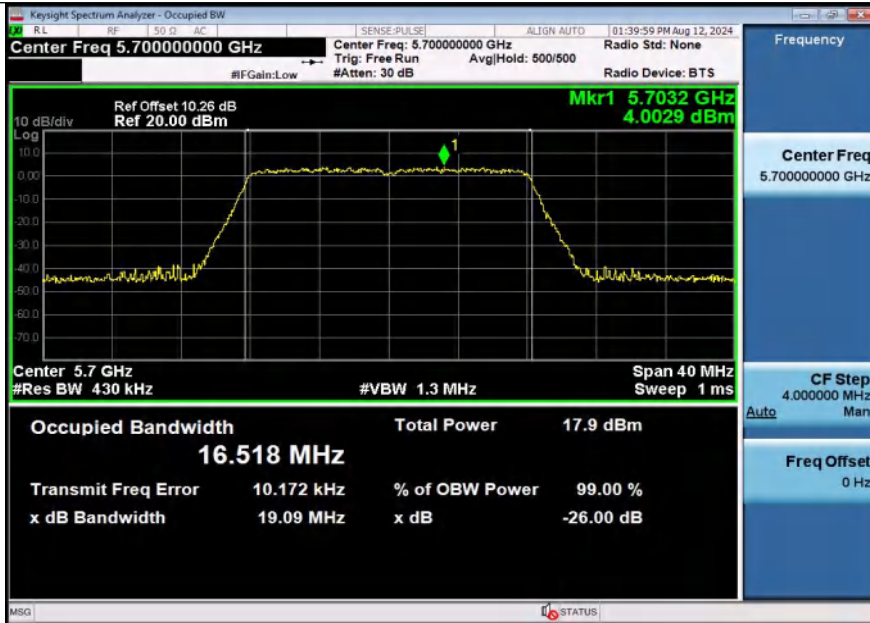 Keysight Spectrum Analyzer - Occupied BW
LXI RL RF 50 Ω AC SENSE:PULSE ALIGN AUTO 01:39:59 PM Aug 12, 2024
Center Freq 5.700000000 GHz
Center Freq: 5.700000000 GHz Radio Std: None
Trig: Free Run Avg|Hold: 500/500
#IFGain:Low #Atten: 30 dB Radio Device: BTS
Frequency
Ref Offset 10.26 dB Mkr1 5.7032 GHz
10 dB/div Ref 20.00 dBm 4.0029 dBm
Log
10.0
0.00
-10.0
-20.0
-30.0
-40.0
-50.0
-60.0
-70.0
1
Center 5.7 GHz Span 40 MHz
#Res BW 430 kHz #VBW 1.3 MHz Sweep 1 ms
Occupied Bandwidth Total Power 17.9 dBm
16.518 MHz
Transmit Freq Error 10.172 kHz % of OBW Power 99.00 %
x dB Bandwidth 19.09 MHz x dB -26.00 dB
Center Freq
5.700000000 GHz
CF Step
4.000000 MHz
Auto Man
Freq Offset
0 Hz
MSG STATUS